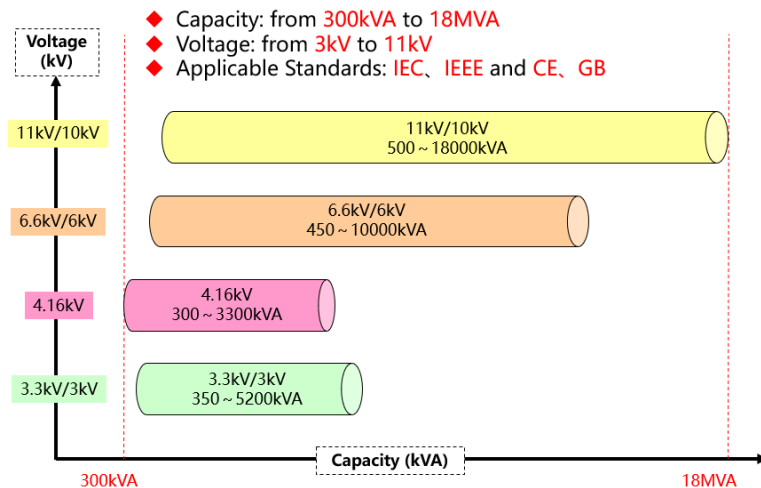 ◆ Capacity: from 300kVA to 18MVA
◆ Voltage: from 3kV to 11kV
◆ Applicable Standards: IEC、IEEE and CE、GB
Voltage
(kV)
11kV/10kV
11kV/10kV
500~18000kVA
6.6kV/6kV
6.6kV/6kV
450~10000kVA
4.16kV
4.16kV
300~3300kVA
3.3kV/3kV
3.3kV/3kV
350~5200kVA
Capacity (kVA)
300kVA
18MVA